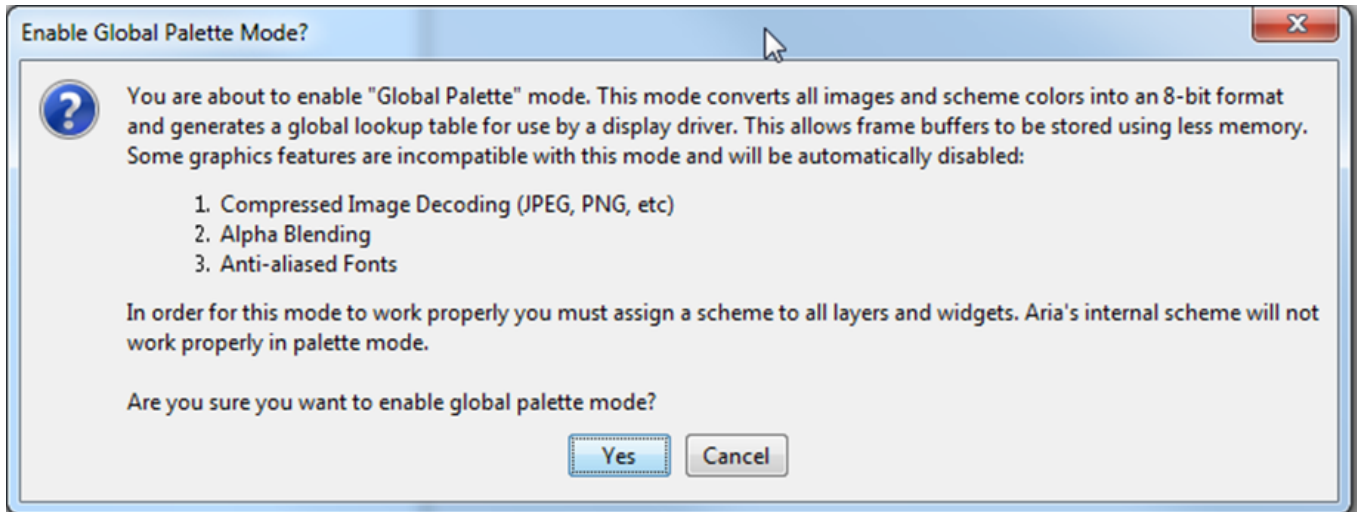 Enable Global Palette Mode?
You are about to enable "Global Palette" mode. This mode converts all images and scheme colors into an 8-bit format
and generates a global lookup table for use by a display driver. This allows frame buffers to be stored using less memory.
Some graphics features are incompatible with this mode and will be automatically disabled:
1. Compressed Image Decoding (JPEG, PNG, etc)
2. Alpha Blending
3. Anti-aliased Fonts
In order for this mode to work properly you must assign a scheme to all layers and widgets. Aria's internal scheme will not
work properly in palette mode.
Are you sure you want to enable global palette mode?
Yes
Cancel